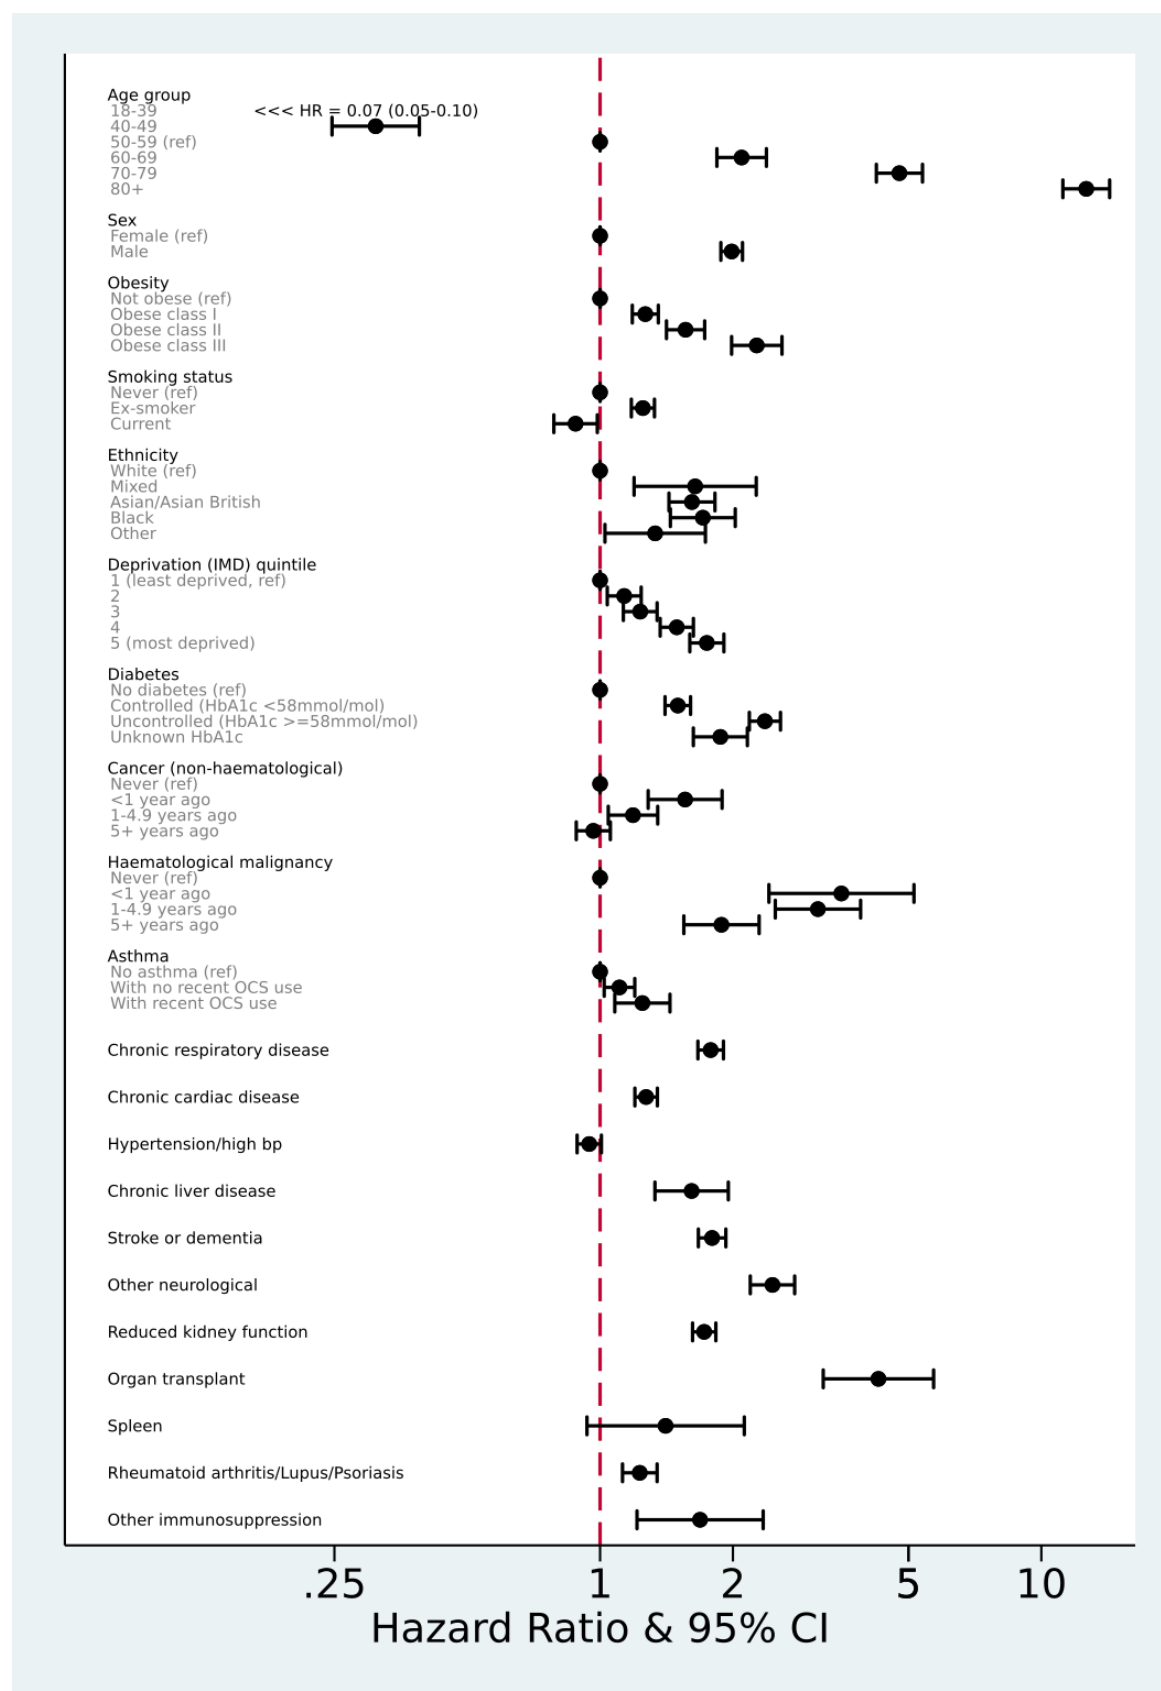 Age group
18-39 <<< HR = 0.07 (0.05-0.10)
40-49
50-59 (ref)
60-69
70-79
80+
Sex
Female (ref)
Male
Obesity
Not obese (ref)
Obese class I
Obese class II
Obese class III
Smoking status
Never (ref)
Ex-smoker
Current
Ethnicity
White (ref)
Mixed
Asian/Asian British
Black
Other
Deprivation (IMD) quintile
1 (least deprived, ref)
2
3
4
5 (most deprived)
Diabetes
No diabetes (ref)
Controlled (HbA1c <58mmol/mol)
Uncontrolled (HbA1c >=58mmol/mol)
Unknown HbA1c
Cancer (non-haematological)
Never (ref)
<1 year ago
1-4.9 years ago
5+ years ago
Haematological malignancy
Never (ref)
<1 year ago
1-4.9 years ago
5+ years ago
Asthma
No asthma (ref)
With no recent OCS use
With recent OCS use
Chronic respiratory disease
Chronic cardiac disease
Hypertension/high bp
Chronic liver disease
Stroke or dementia
Other neurological
Reduced kidney function
Organ transplant
Spleen
Rheumatoid arthritis/Lupus/Psoriasis
Other immunosuppression
.25 1 2 5 10
Hazard Ratio & 95% CI